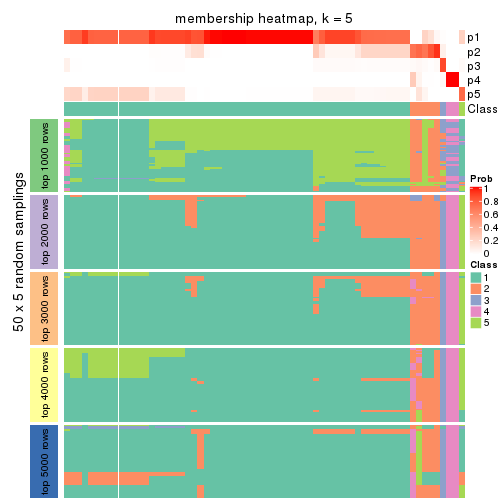 membership heatmap, k = 5
p1
p2
p3
p4
p5
Class
50 x 5 random samplings
top 1000 rows
top 2000 rows
top 3000 rows
top 4000 rows
top 5000 rows
Prob
1
0.8
0.6
0.4
0.2
0
Class
1
2
3
4
5